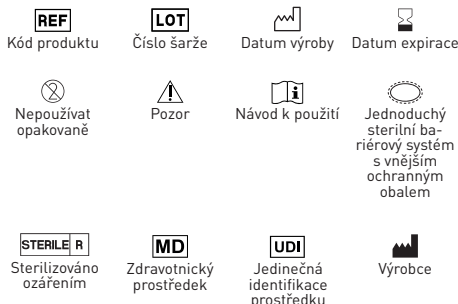 REF LOT
Kód produktu Číslo šarže Datum výroby Datum expirace
2 i
Nepoužívat Pozor Návod k použití Jednoduchý
opakovaně sterilní ba-
riérový systém
s vnějším
ochranným
obalem
STERILE R MD UDI
Sterilizováno Zdravotnický Jedinečná Výrobce
ozářením prostředek identifikace
prostředku